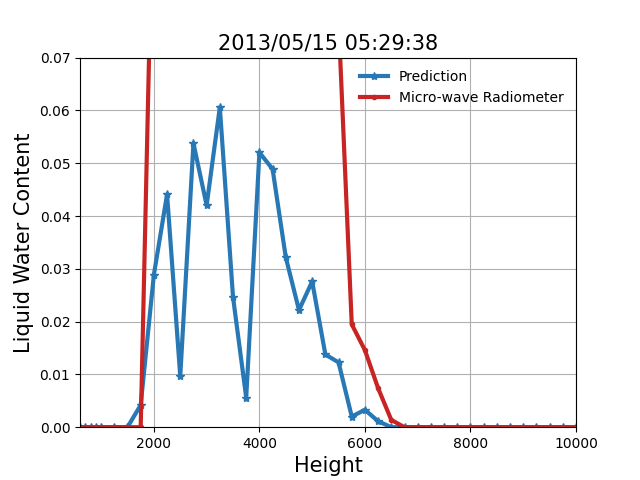 2013/05/15 05:29:38
0.07
0.06
0.05
0.04
0.03
0.02
0.01
0.00
Liquid Water Content
Prediction
Micro-wave Radiometer
2000 4000 6000 8000 10000
Height